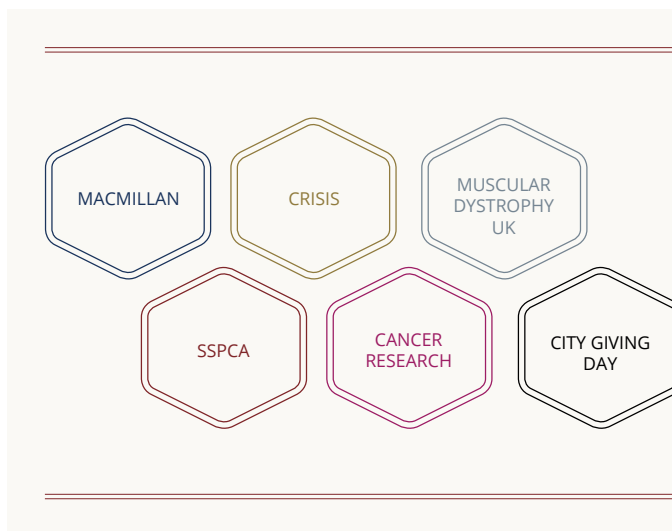 MACMILLAN
CRISIS
MUSCULAR
DYSTROPHY
UK
SSPCA
CANCER
RESEARCH
CITY GIVING
DAY